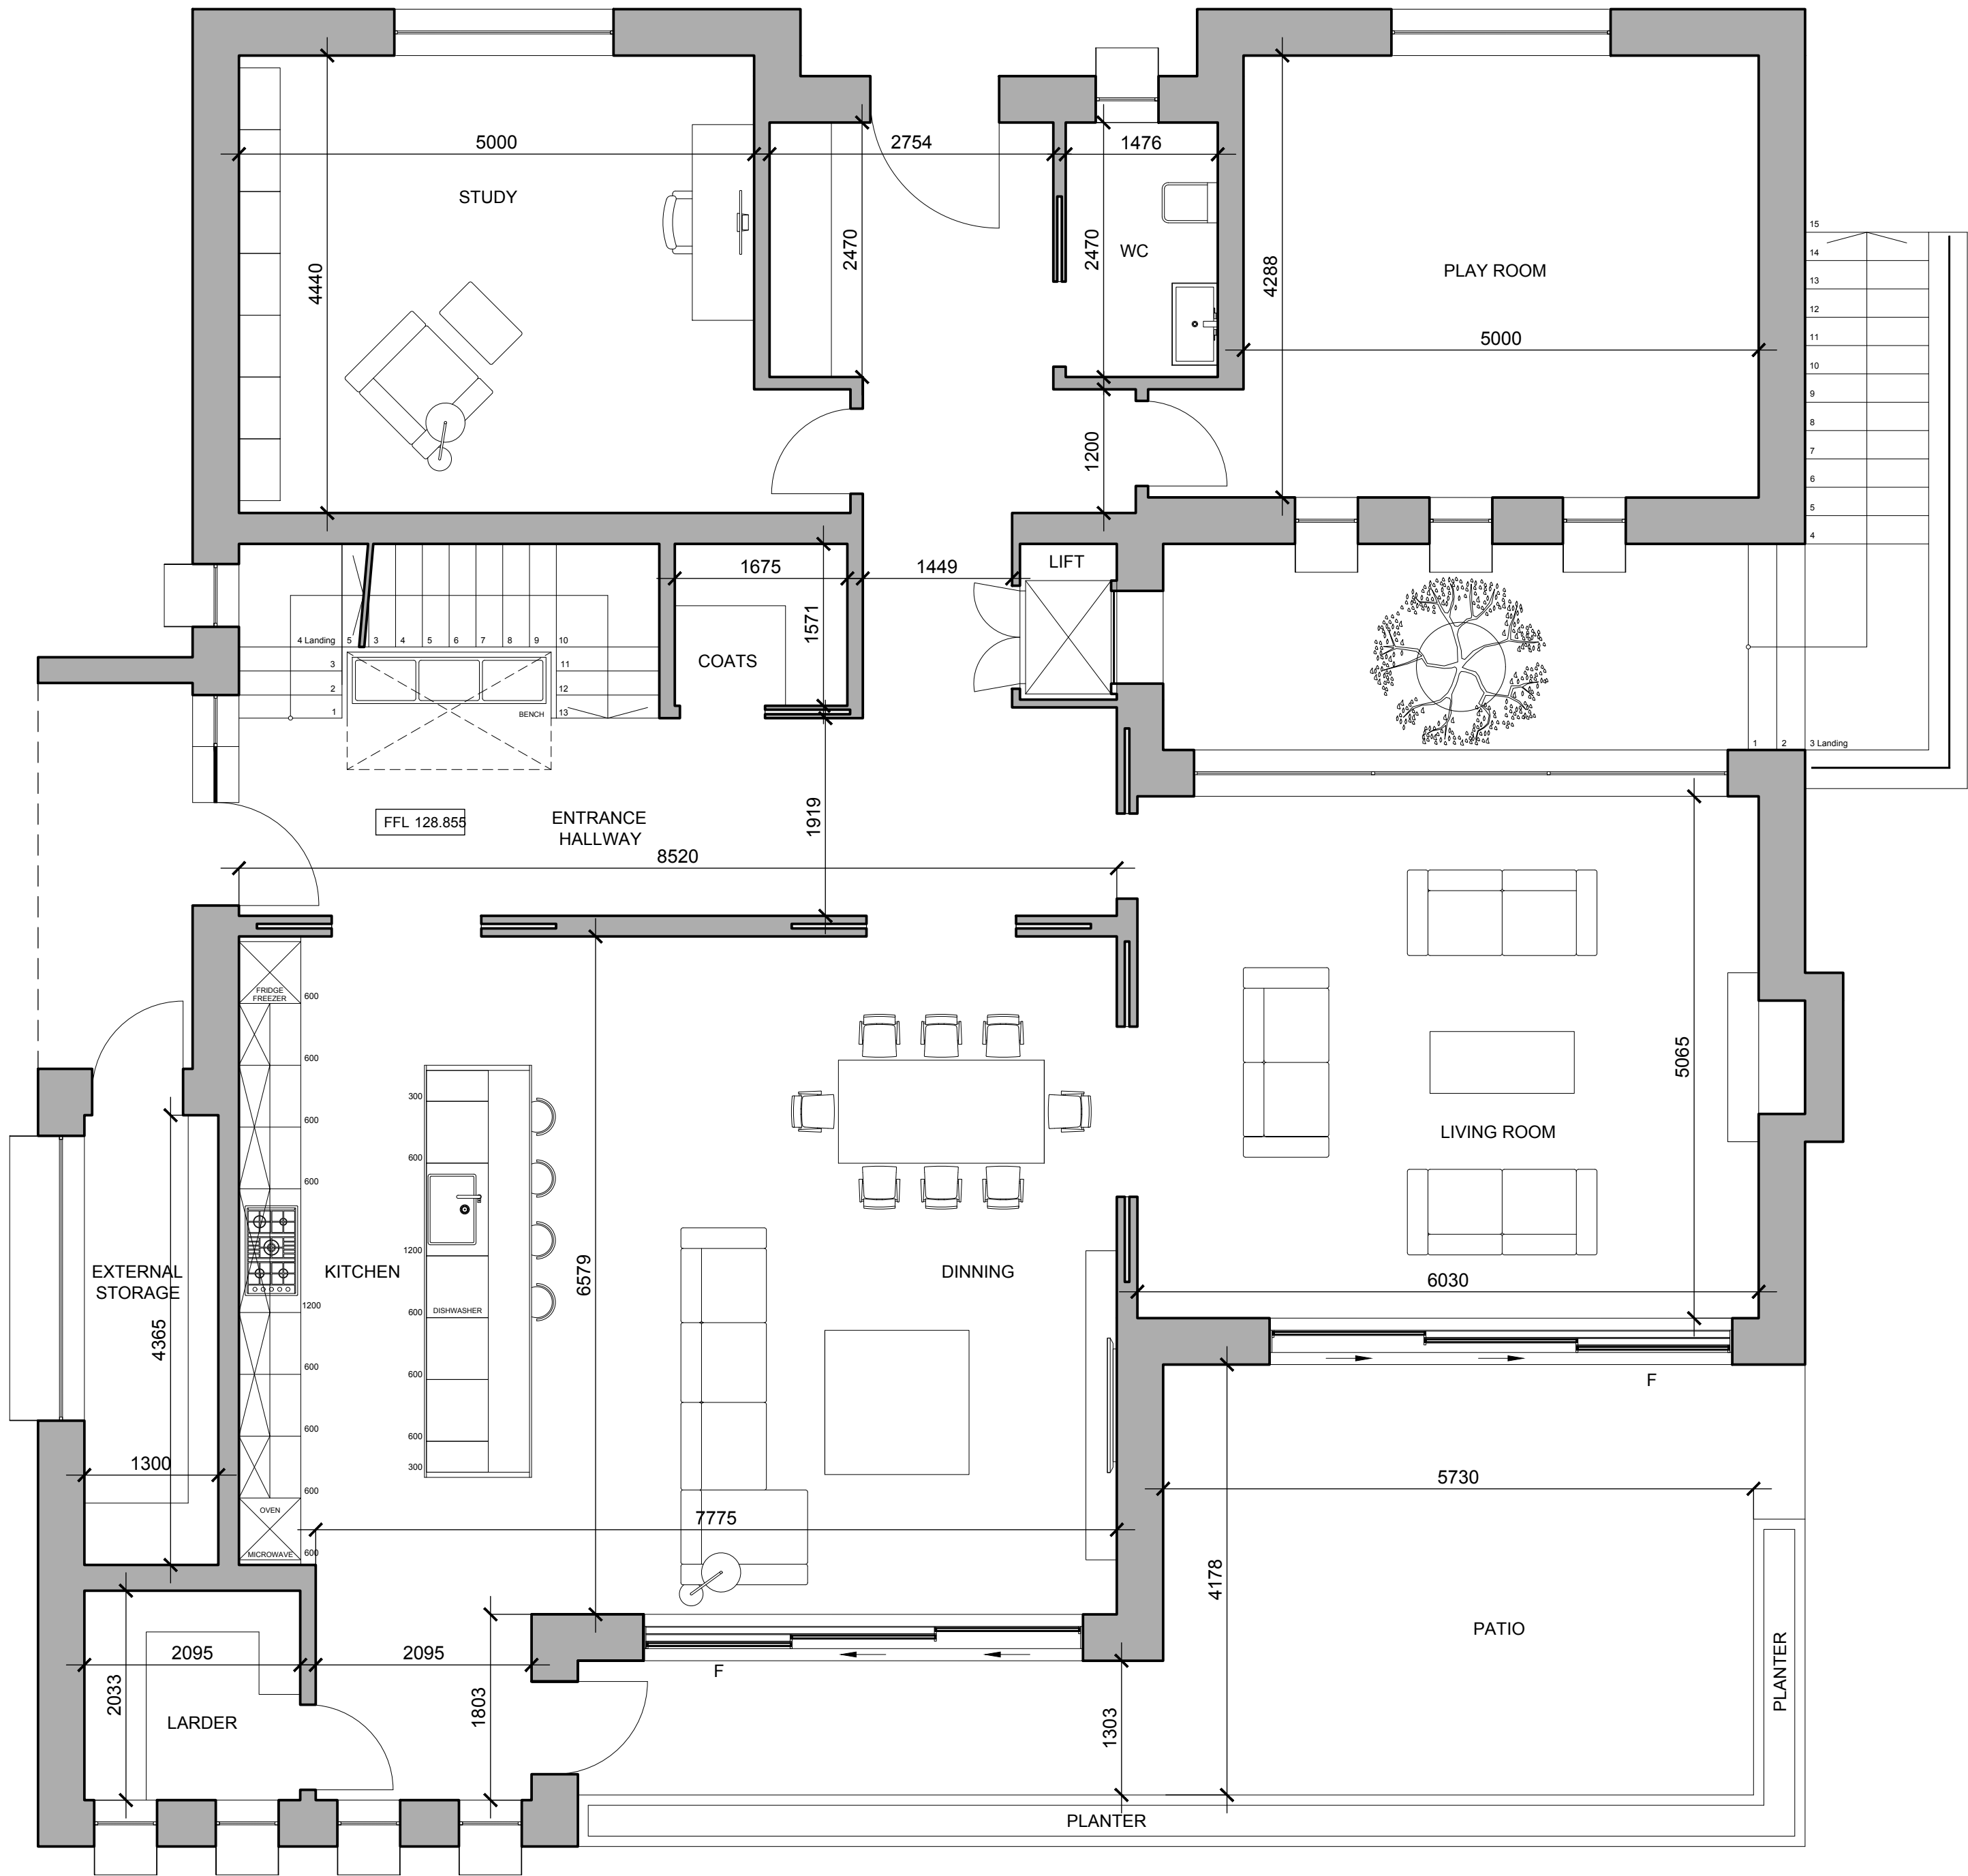 5000
2754
1476
STUDY
4440
2470
2470
WC
4288
PLAY ROOM
5000
1200
15
14
13
12
11
10
9
8
7
6
5
4
1
2
3 Landing
1675
1449
LIFT
1571
COATS
4 Landing
5
3
4
5
6
7
8
9
10
3
11
2
12
1
BENCH
13
FFL 128.855
ENTRANCE
HALLWAY
1919
8520
FRIDGE
FREEZER
600
600
600
600
1200
600
600
600
OVEN
MICROWAVE
600
300
600
1200
DISHWASHER
600
600
600
300
KITCHEN
6579
DINNING
7775
5065
LIVING ROOM
6030
F
EXTERNAL
STORAGE
4365
1300
5730
4178
PATIO
PLANTER
2095
2095
2033
1803
LARDER
F
1303
PLANTER